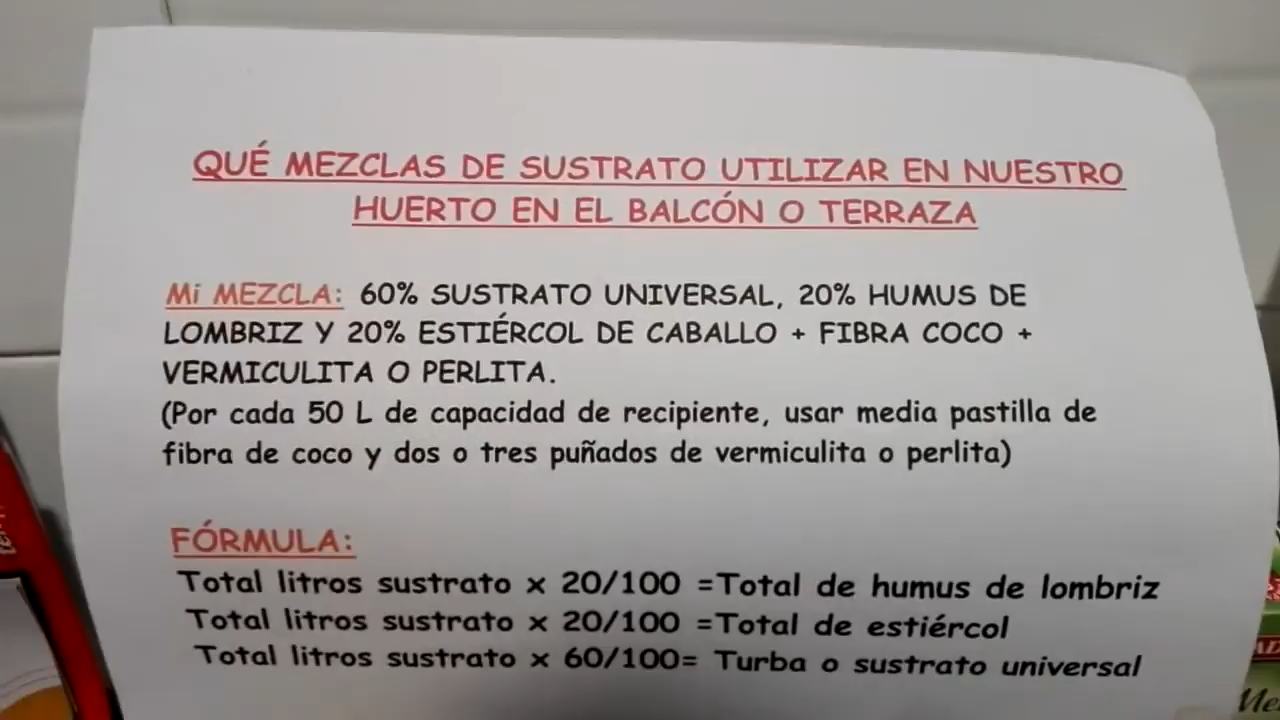 QUÉ MEZCLAS DE SUSTRATO UTILIZAR EN NUESTRO
HUERTO EN EL BALCÓN O TERRAZA
Mi MEZCLA: 60% SUSTRATO UNIVERSAL, 20% HUMUS DE
LOMBRIZ Y 20% ESTIÉRCOL DE CABALLO + FIBRA COCO +
VERMICULITA O PERLITA.
(Por cada 50 L de capacidad de recipiente, usar media pastilla de
fibra de coco y dos o tres puñados de vermiculita o perlita)
FÓRMULA:
Total litros sustrato x 20/100 =Total de humus de lombriz
Total litros sustrato x 20/100 =Total de estiércol
Total litros sustrato x 60/100= Turba o sustrato universal